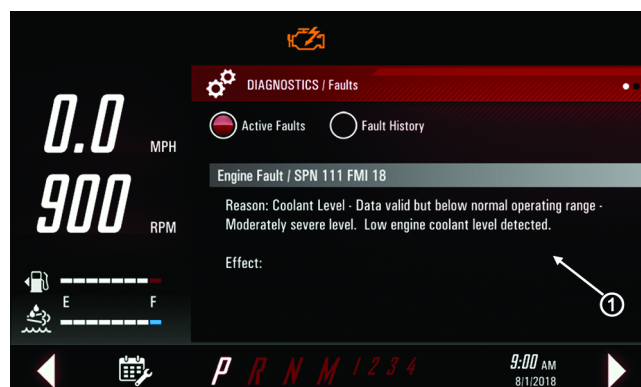 DIAGNOSTICS / Faults
0.0 MPH
Active Faults Fault History
Engine Fault / SPN 111 FMI 18
900 RPM
Reason: Coolant Level - Data valid but below normal operating range -
Moderately severe level. Low engine coolant level detected.
Effect:
E F
1
P R N M 1 2 3 4
9:00 AM
8/1/2018